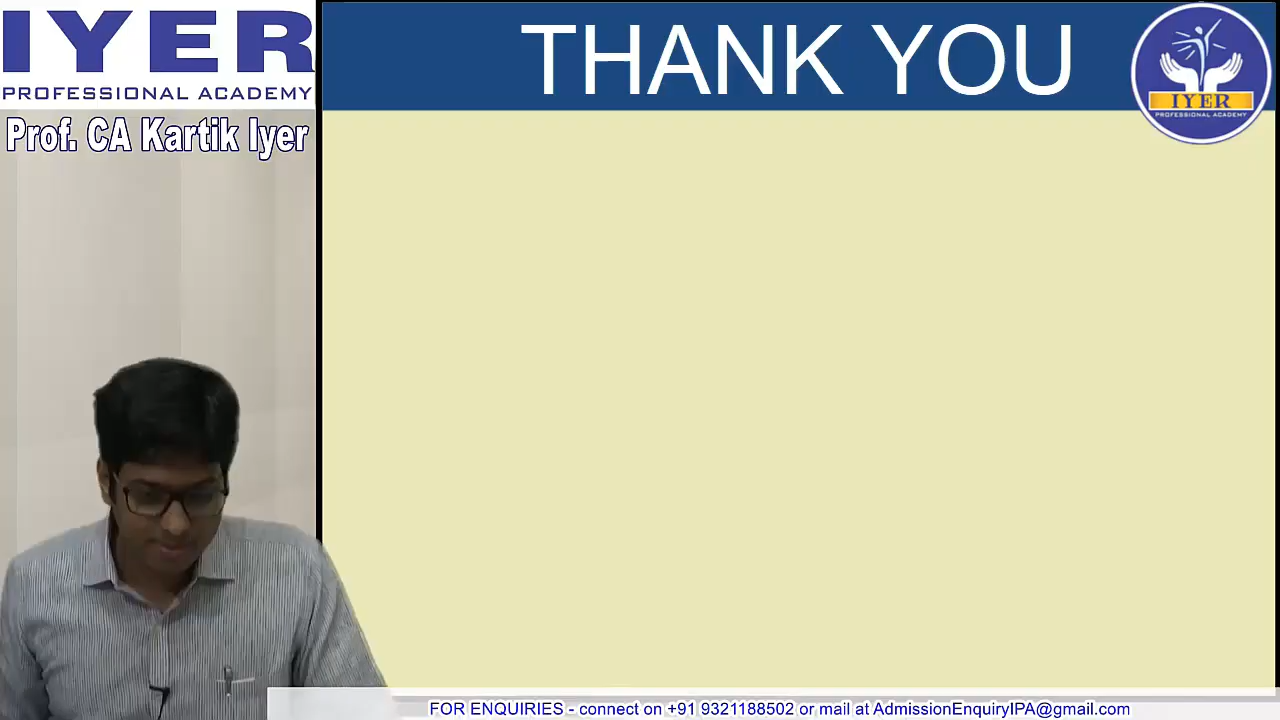 IYER
PROFESSIONAL ACADEMY
Prof. CA Kartik Iyer
THANK YOU
IYER
PROFESSIONAL ACADEMY
FOR ENQUIRIES - connect on +91 9321188502 or mail at AdmissionEnquiryIPA@gmail.com